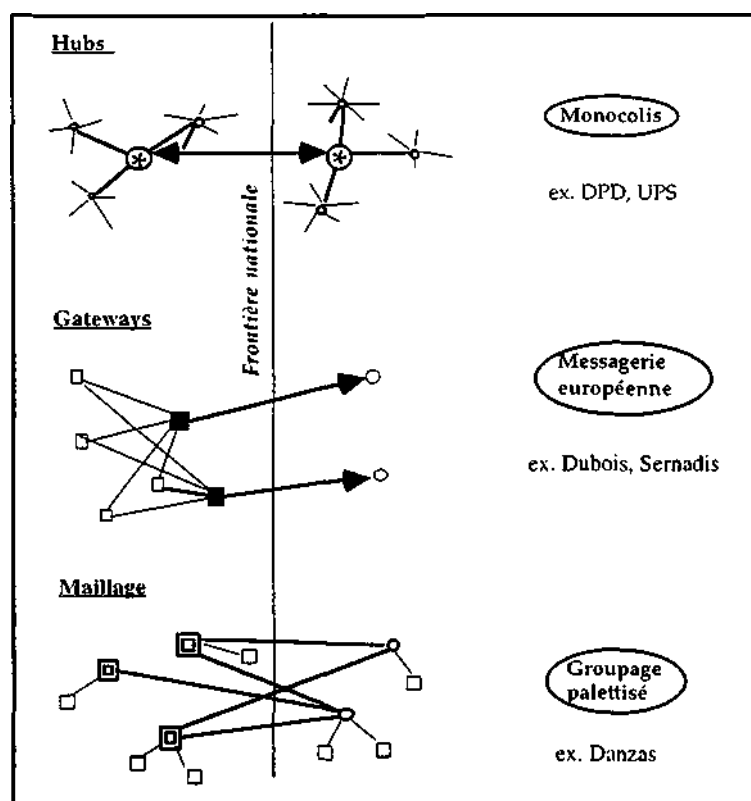 Hubs
Monocolis
ex. DPD, UPS
Frontière nationale
Gateways
Messagerie
européenne
ex. Dubois, Sernadis
Maillage
Groupage
palettisé
ex. Danzas